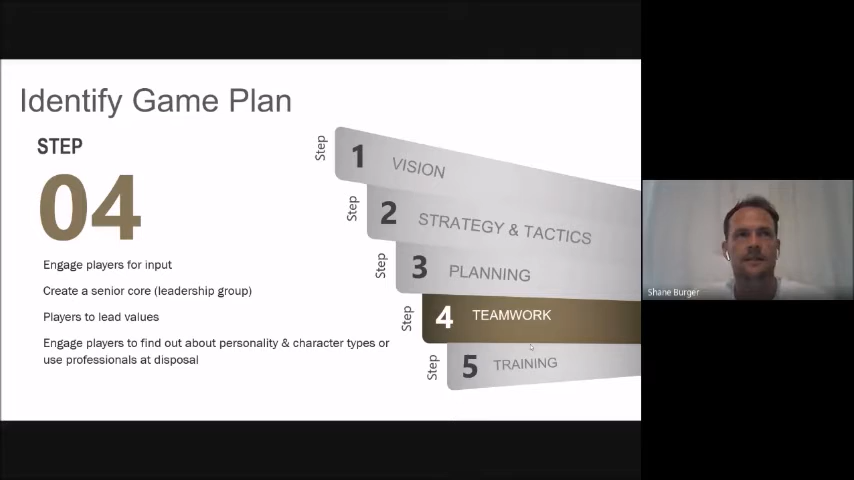 Identify Game Plan
STEP
04
Engage players for input
Create a senior core (leadership group)
Players to lead values
Engage players to find out about personality & character types or
use professionals at disposal
Step 1 VISION
Step 2 STRATEGY & TACTICS
Step 3 PLANNING
Step 4 TEAMWORK
Step 5 TRAINING
Shane Burger